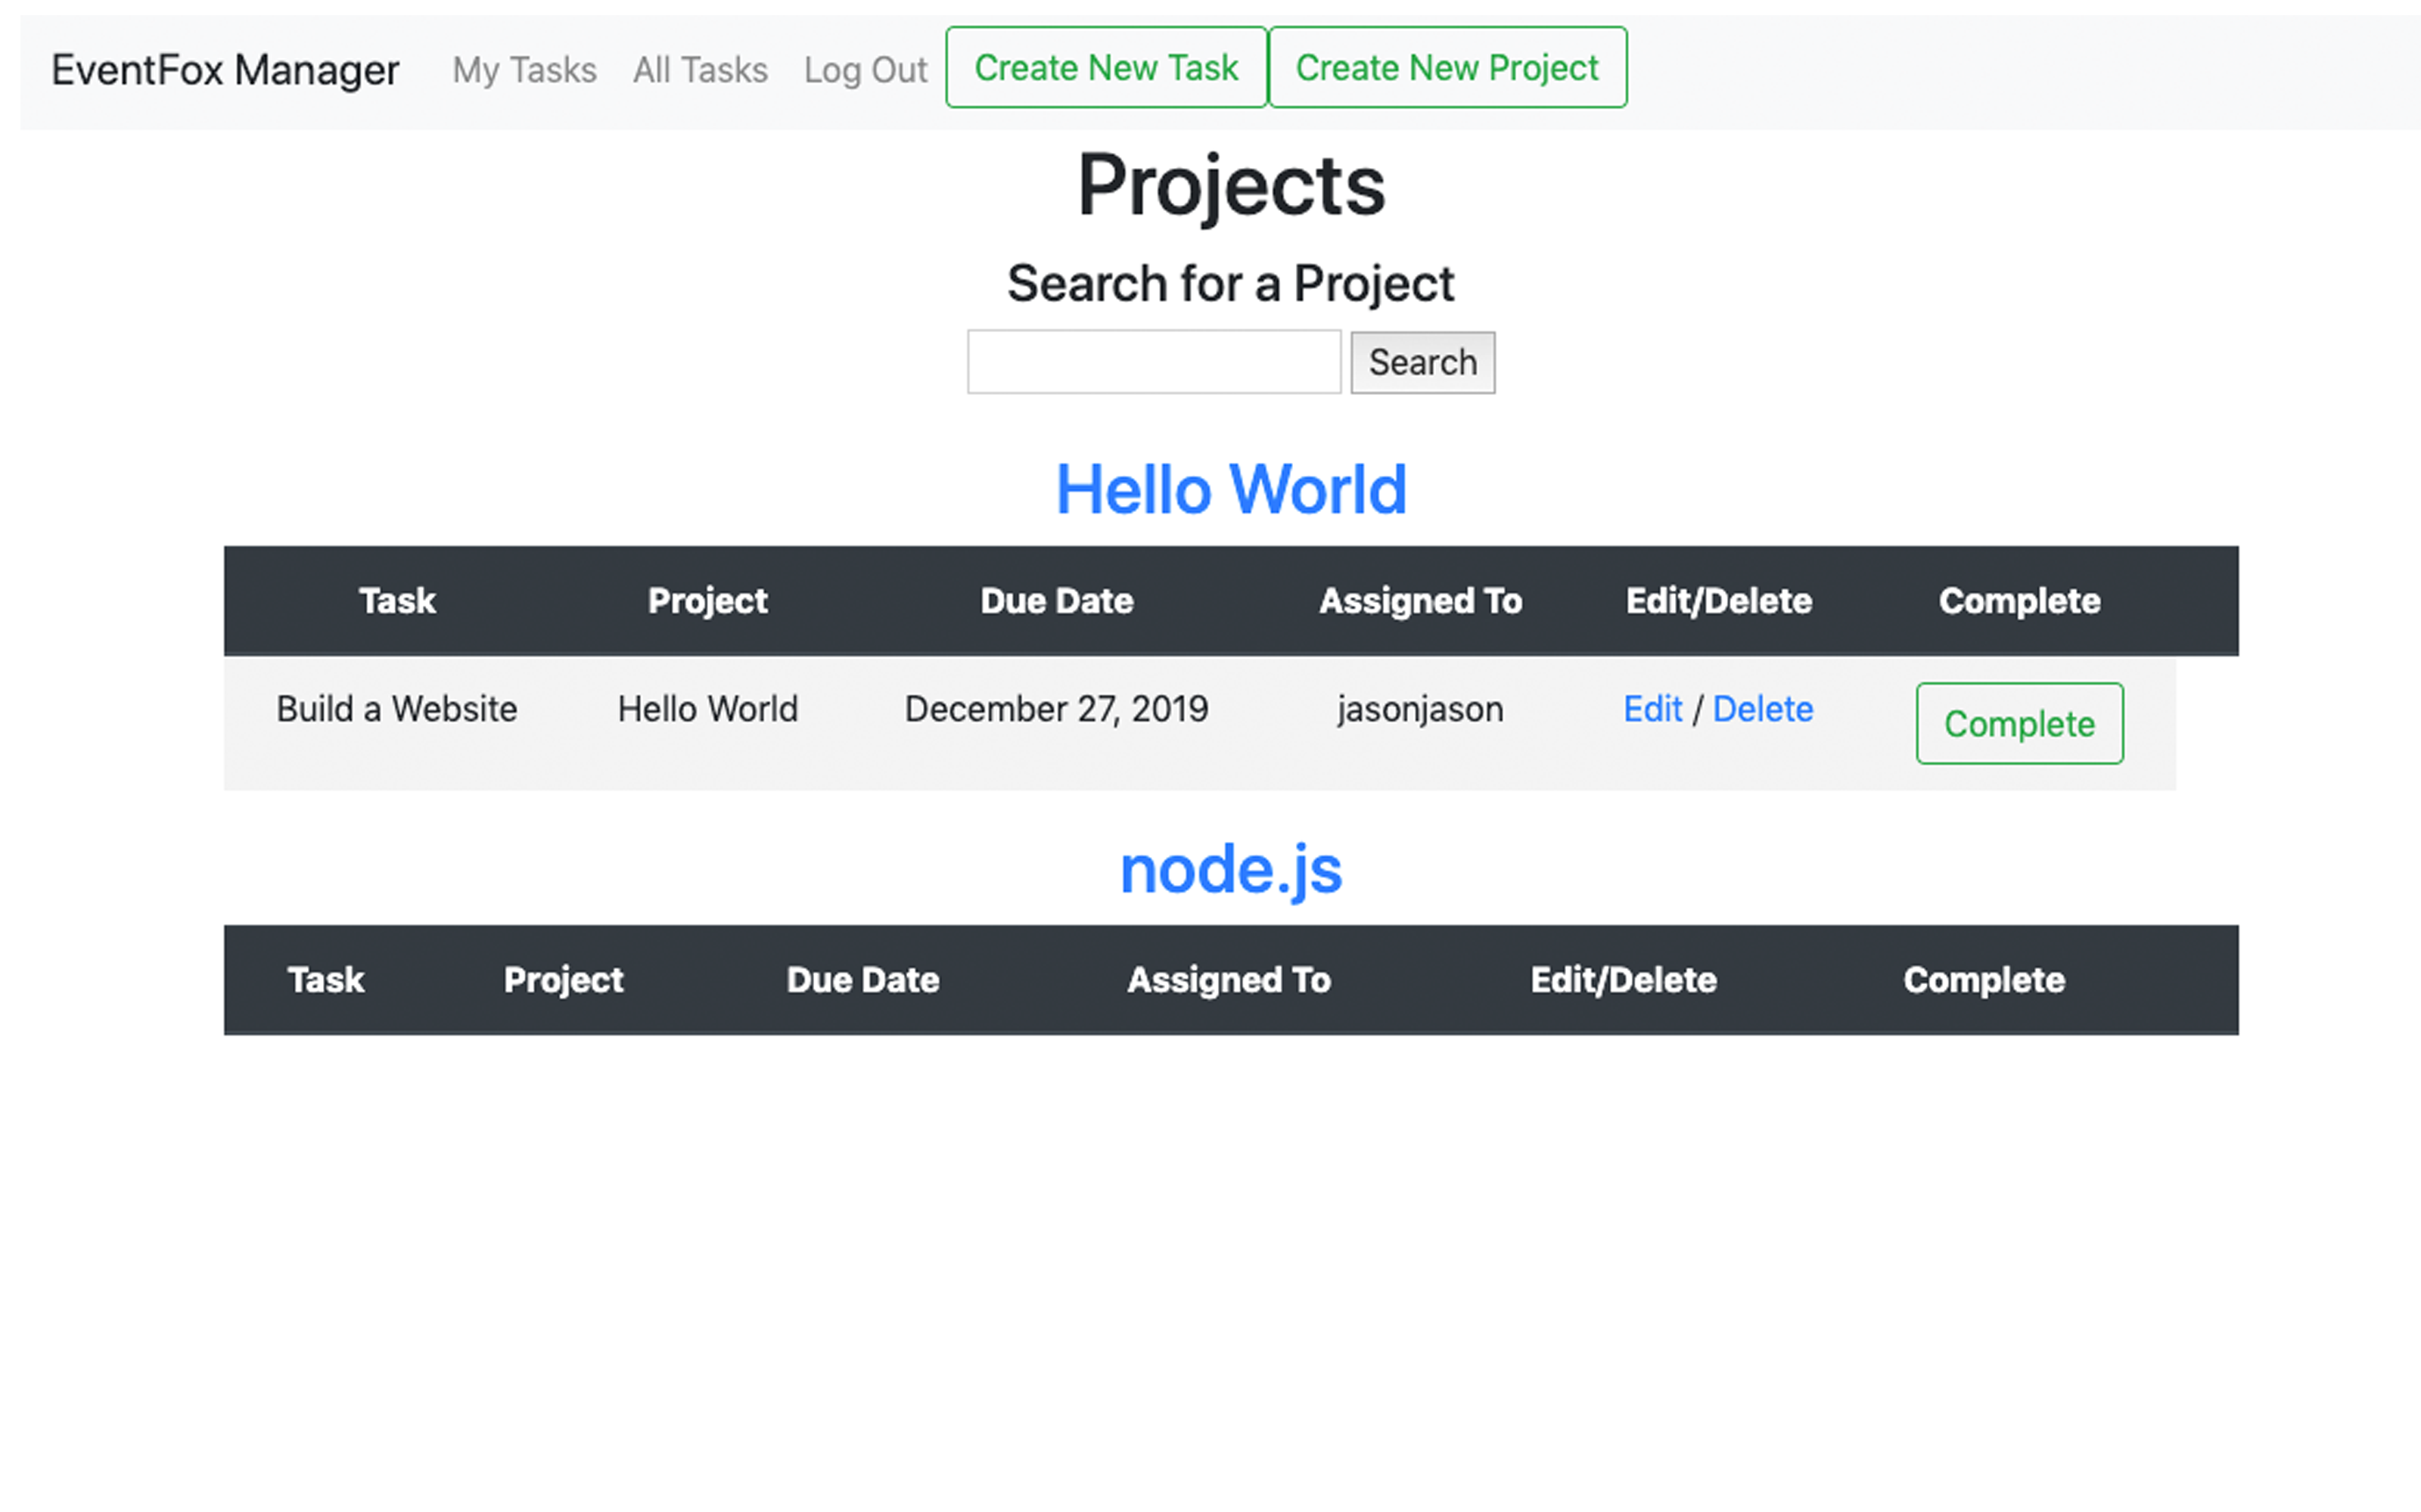 EventFox Manager My Tasks All Tasks Log Out Create New Task Create New Project
Projects
Search for a Project
Search
Hello World
Task Project Due Date Assigned To Edit/Delete Complete
Build a Website Hello World December 27, 2019 jasonjason Edit / Delete Complete
node.js
Task Project Due Date Assigned To Edit/Delete Complete